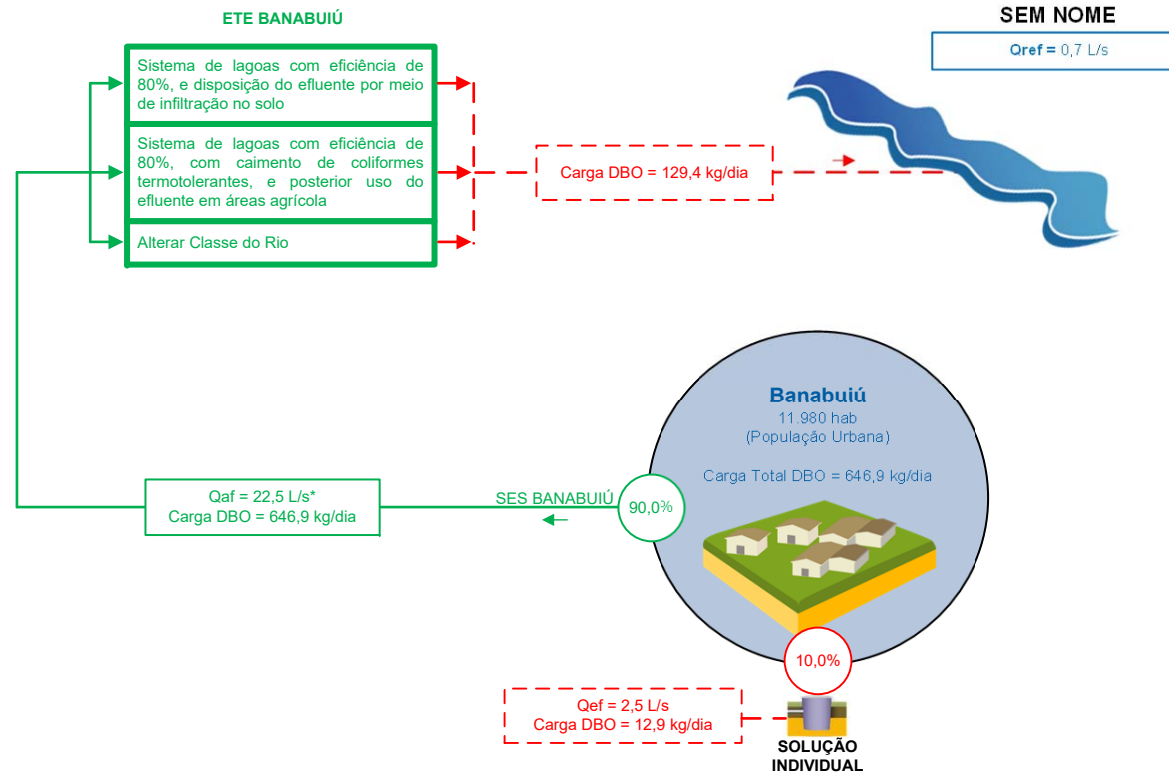 ETE BANABUIÚ
Sistema de lagoas com eficiência de
80%, e disposição do efluente por meio
de infiltração no solo
Sistema de lagoas com eficiência de
80%, com caimento de coliformes
termotolerantes, e posterior uso do
efluente em áreas agrícola
Alterar Classe do Rio
Carga DBO = 129,4 kg/dia
SEM NOME
Qref = 0,7 L/s
Banabuiú
11.980 hab
(População Urbana)
Carga Total DBO = 646,9 kg/dia
90,0%
SES BANABUIÚ
Qaf = 22,5 L/s*
Carga DBO = 646,9 kg/dia
10,0%
Qef = 2,5 L/s
Carga DBO = 12,9 kg/dia
SOLUÇÃO
INDIVIDUAL